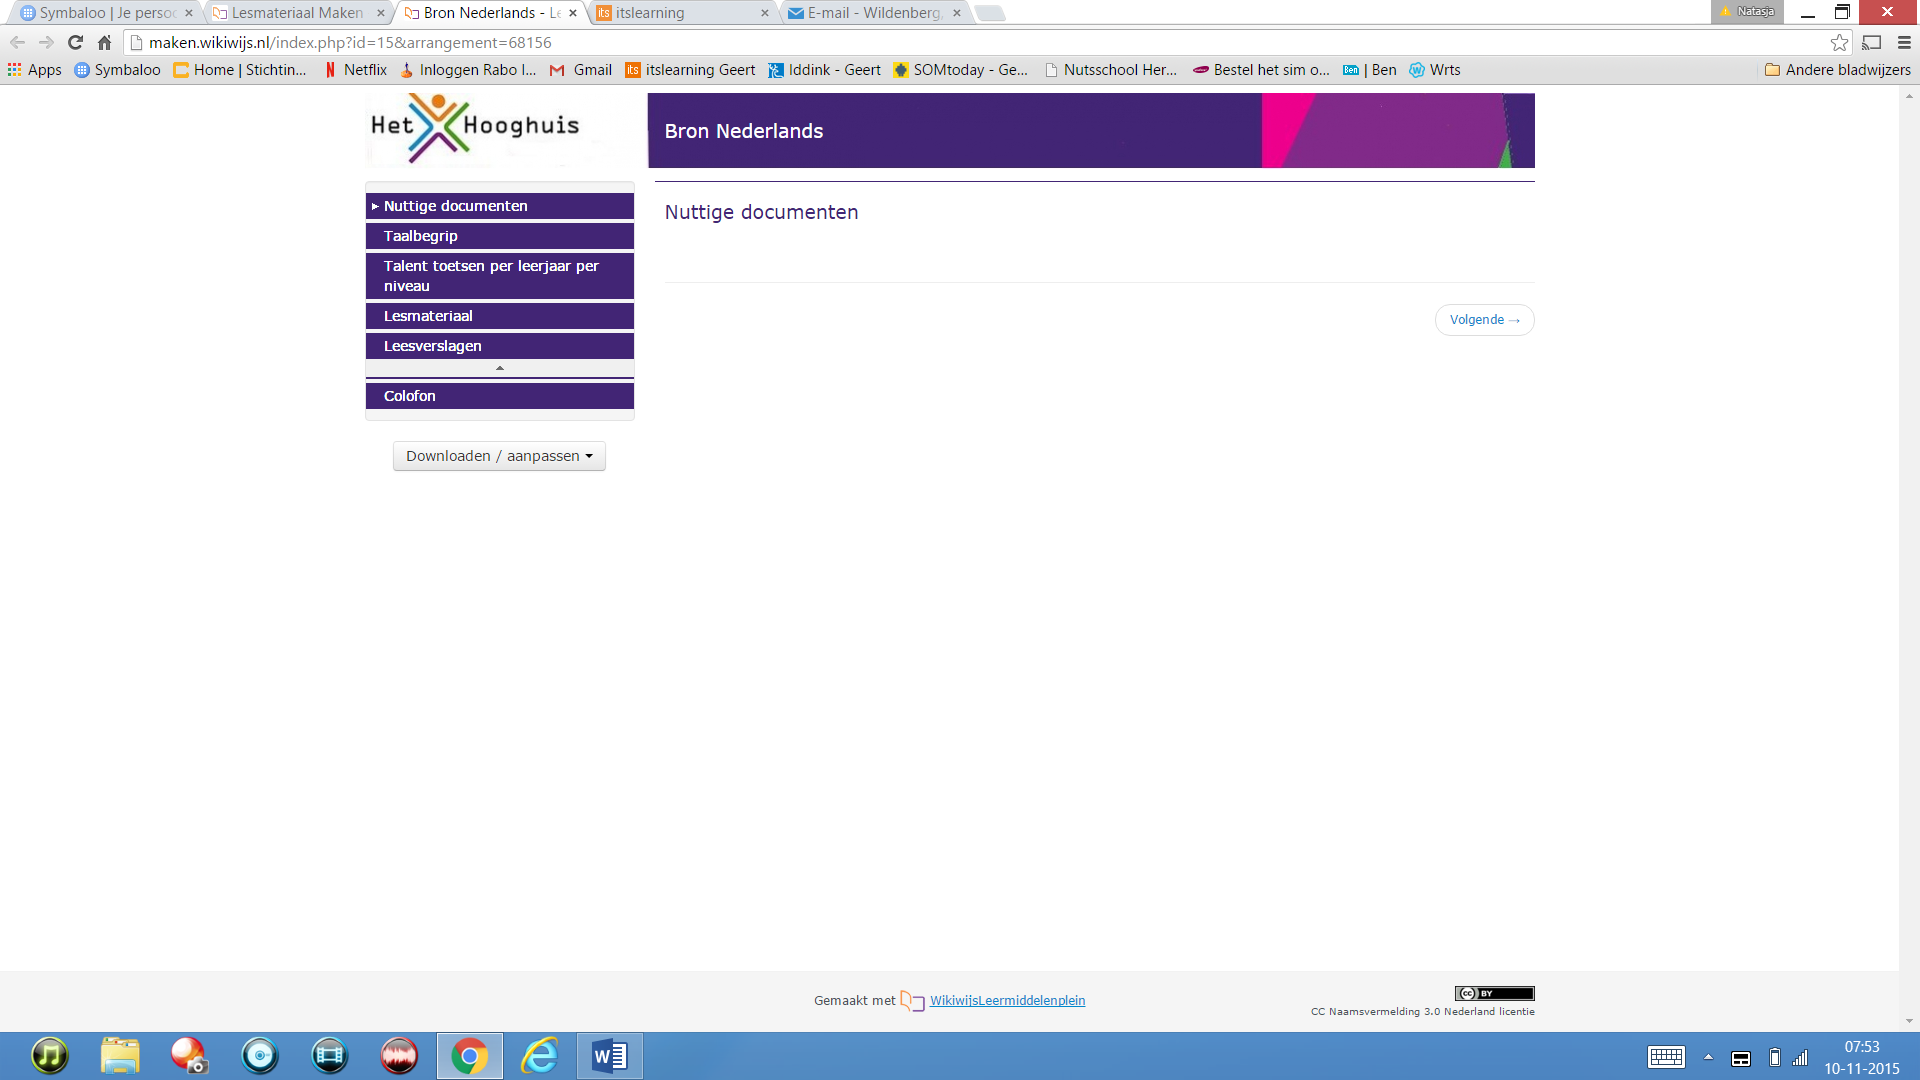 Symbaloo | Je perso
Lesmateriaal Maken
Bron Nederlands - Le
itslearning
E-mail - Wildenberg,
Natasja
maken.wikiwijs.nl/index.php?id=15&arrangement=68156
Apps
Symbaloo
Home | Stichtin...
Netflix
Inloggen Rabo I...
Gmail
itslearning Geert
Iddink - Geert
SOMtoday - Ge...
Nutsschool Her...
Bestel het sim o...
| Ben
Wrts
Andere bladwijzers
Het Hooghuis
Bron Nederlands
Nuttige documenten
Taalbegrip
Talent toetsen per leerjaar per
niveau
Lesmateriaal
Leesverslagen
Colofon
Downloaden / aanpassen
Nuttige documenten
Volgende →
Gemaakt met WikiwijsLeermiddelenplein
cc BY
CC Naamsvermelding 3.0 Nederland licentie
07:53
10-11-2015